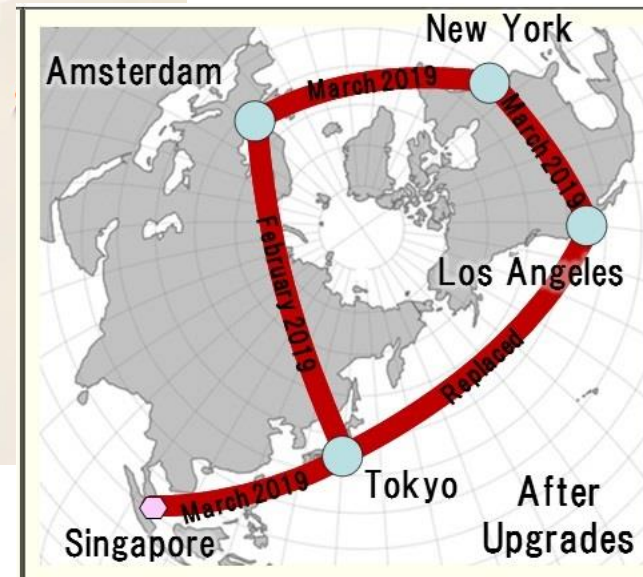 New York
Amsterdam
March 2019
March 2019
February 2019
Los Angeles
Replaced
Tokyo
March 2019
Singapore
After
Upgrades